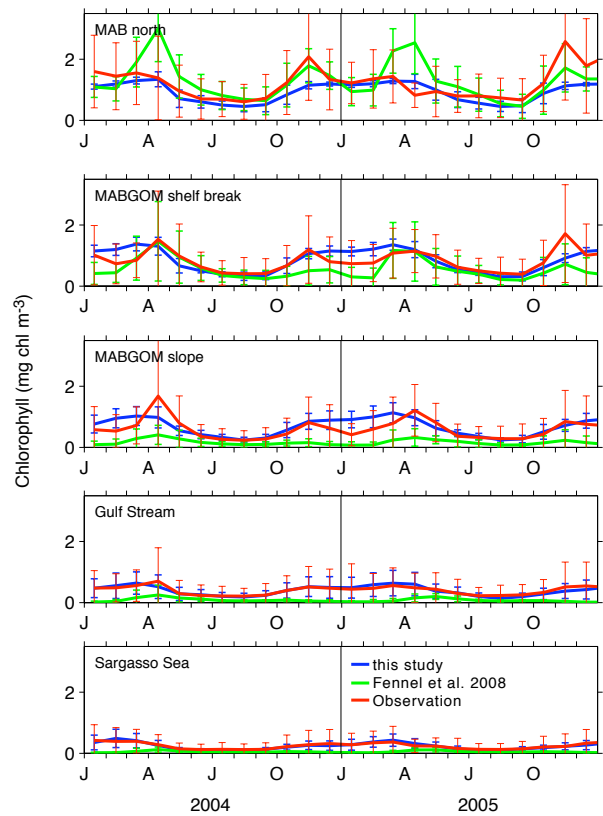 MAB north
2
0
J A J O J A J O
MABGOM shelf break
2
0
J A J O J A J O
Chlorophyll (mg chl m-3)
MABGOM slope
2
0
J A J O J A J O
Gulf Stream
2
0
J A J O J A J O
Sargasso Sea
this study
Fennel et al. 2008
Observation
2
0
J A J O J A J O
2004 2005